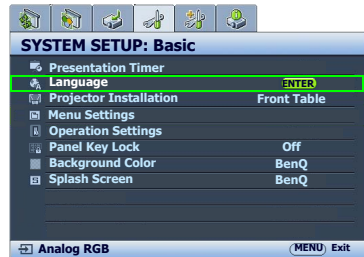 SYSTEM SETUP: Basic
Presentation Timer
Language ENTER
Projector Installation Front Table
Menu Settings
Operation Settings
Panel Key Lock Off
Background Color BenQ
Splash Screen BenQ
Analog RGB MENU Exit